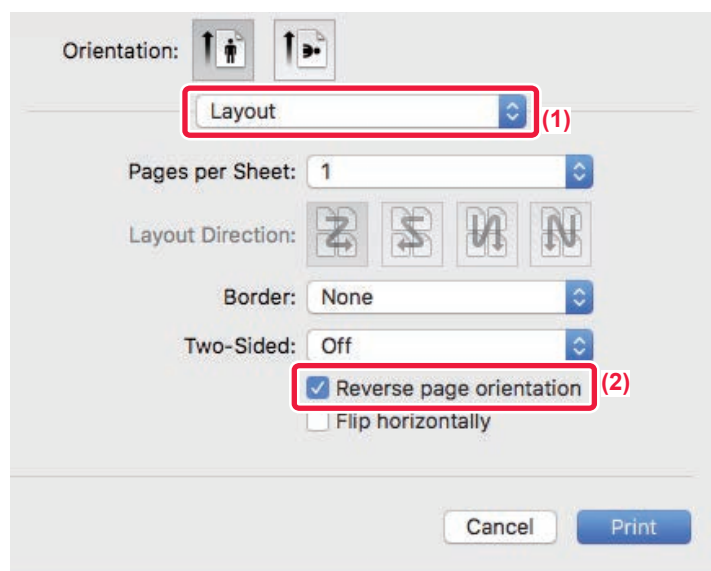 Orientation:
Layout
(1)
Pages per Sheet: 1
Layout Direction:
Border: None
Two-Sided: Off
Reverse page orientation
(2)
Flip horizontally
Cancel Print